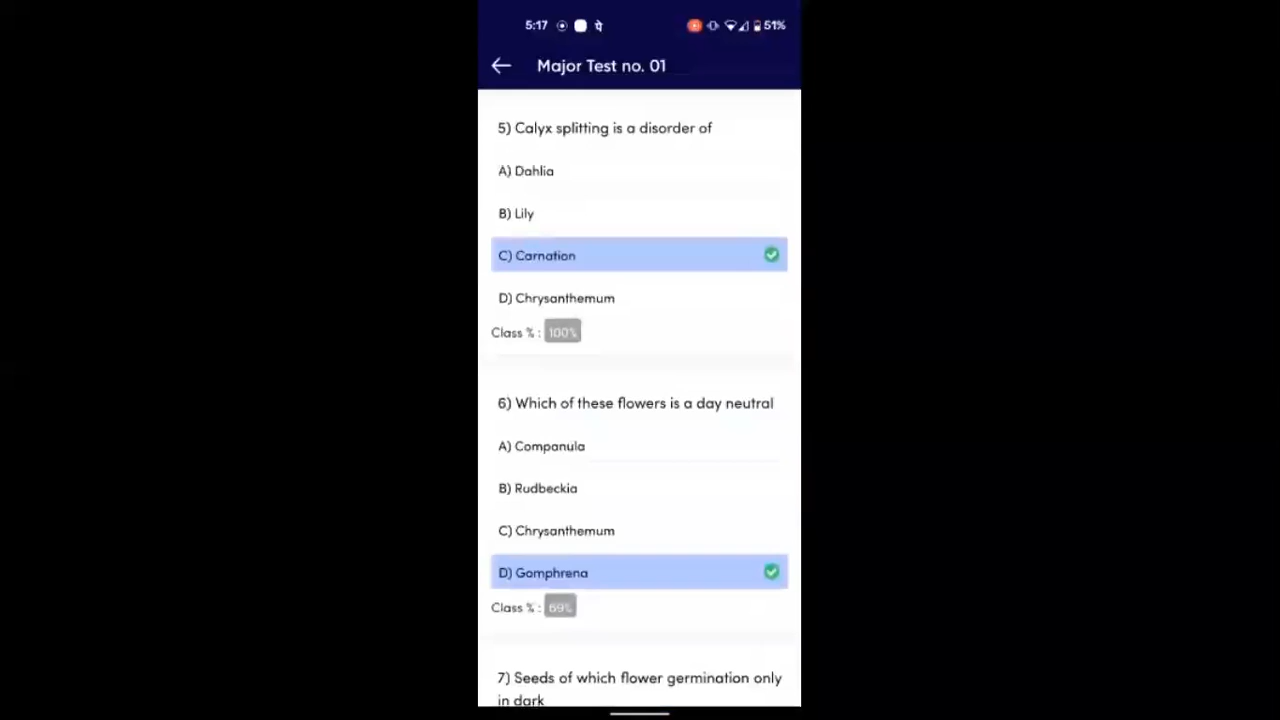 5:17 पे 51%
Major Test no. 01
5) Calyx splitting is a disorder of
A) Dahlia
B) Lily
C) Carnation
D) Chrysanthemum
Class % : 100%
6) Which of these flowers is a day neutral
A) Companula
B) Rudbeckia
C) Chrysanthemum
D) Gomphrena
Class % : 69%
7) Seeds of which flower germination only
in dark